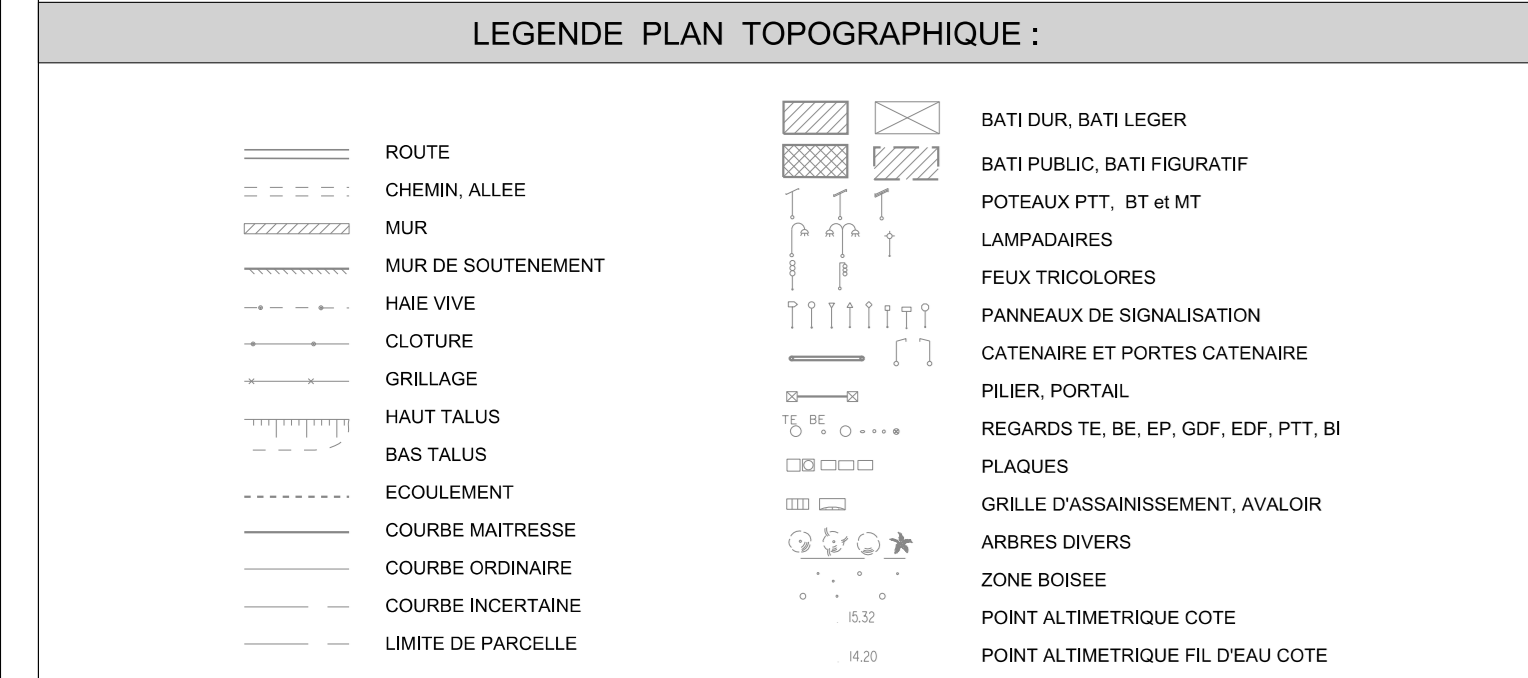 LEGENDE PLAN TOPOGRAPHIQUE :
ROUTE
CHEMIN, ALLEE
MUR
MUR DE SOUTENEMENT
HAIE VIVE
CLOTURE
GRILLAGE
HAUT TALUS
BAS TALUS
ECOULEMENT
COURBE MAITRESSE
COURBE ORDINAIRE
COURBE INCERTAINE
LIMITE DE PARCELLE
BATI DUR, BATI LEGER
BATI PUBLIC, BATI FIGURATIF
POTEAUX PTT, BT et MT
LAMPADAIRES
FEUX TRICOLORES
PANNEAUX DE SIGNALISATION
CATENAIRE ET PORTES CATENAIRE
PILIER, PORTAIL
TE BE
REGARDS TE, BE, EP, GDF, EDF, PTT, BI
PLAQUES
GRILLE D'ASSAINISSEMENT, AVALOIR
ARBRES DIVERS
ZONE BOISEE
15.32 POINT ALTIMETRIQUE COTE
14.20 POINT ALTIMETRIQUE FIL D'EAU COTE